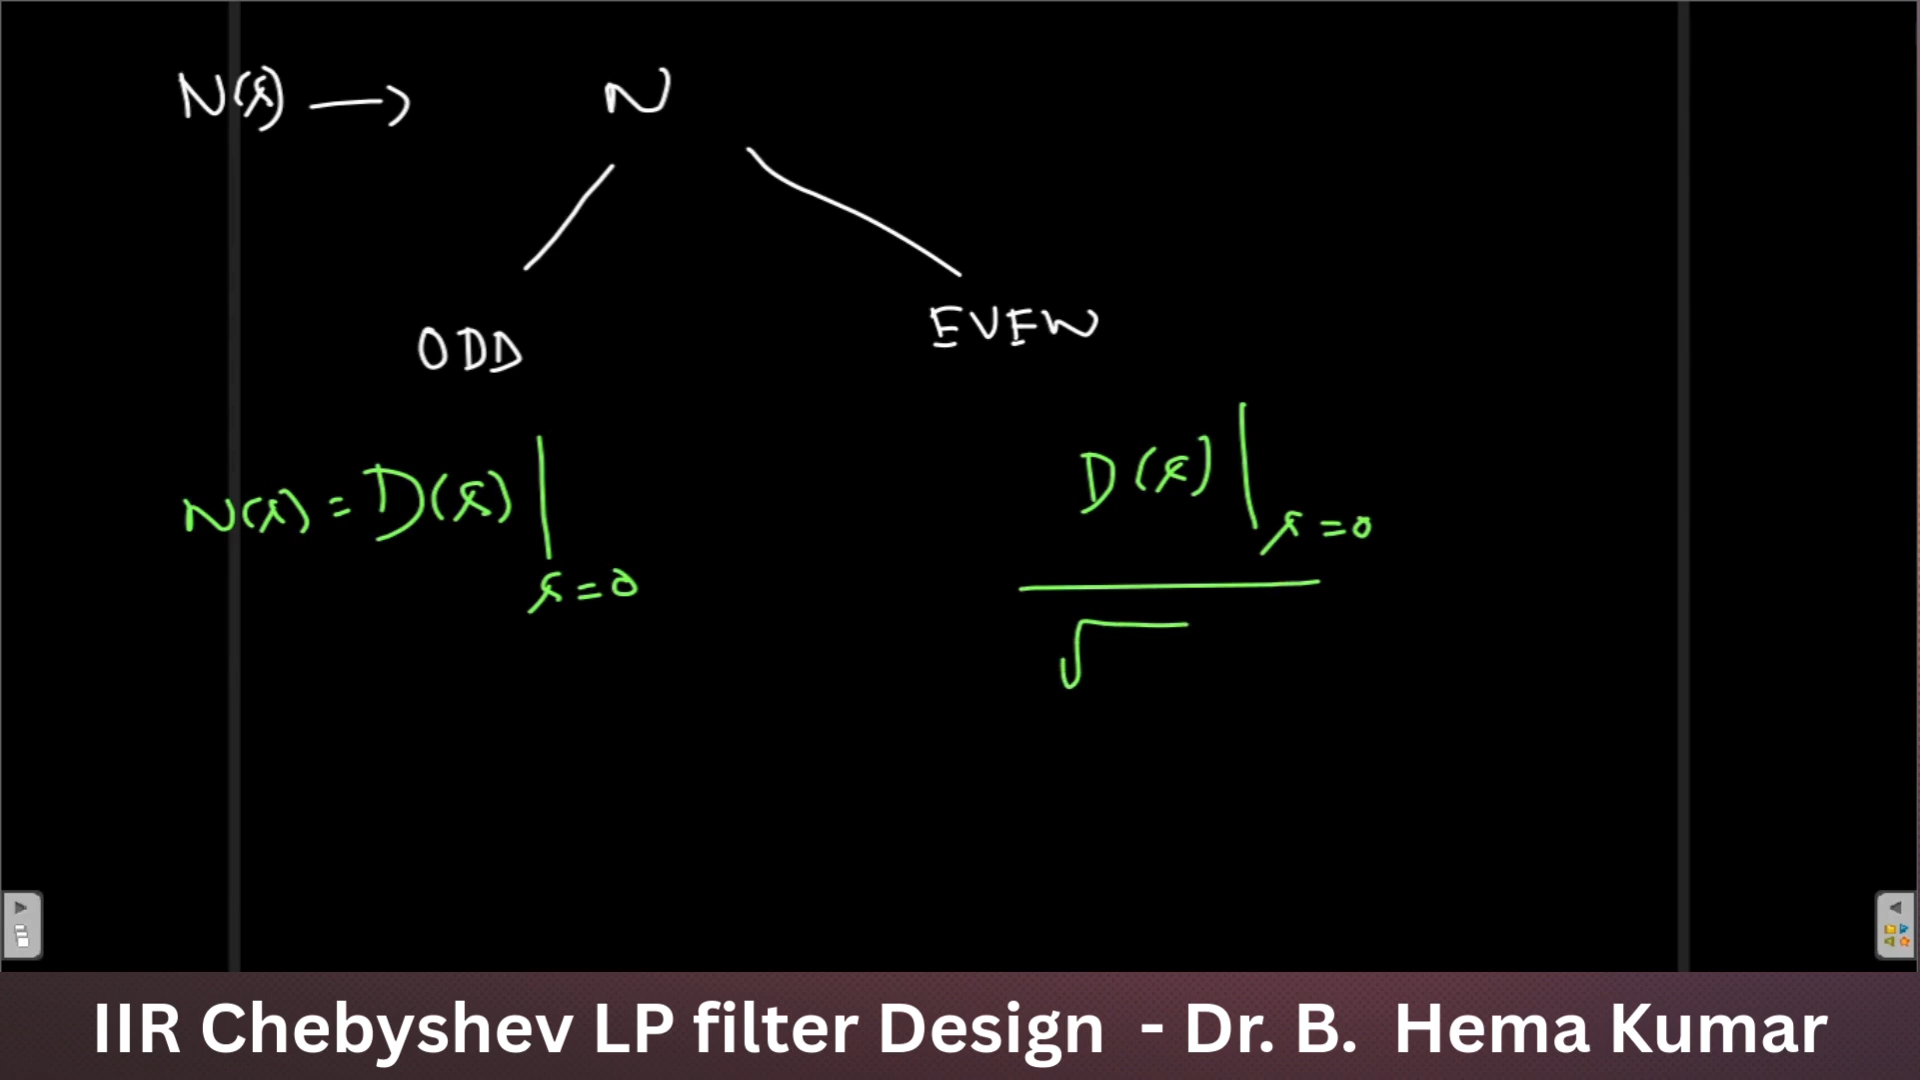 N(s) → N
ODD
EVEN
N(s) = D(s) |
s = 0
D(s) |
s = 0
√
IIR Chebyshev LP filter Design - Dr. B. Hema Kumar